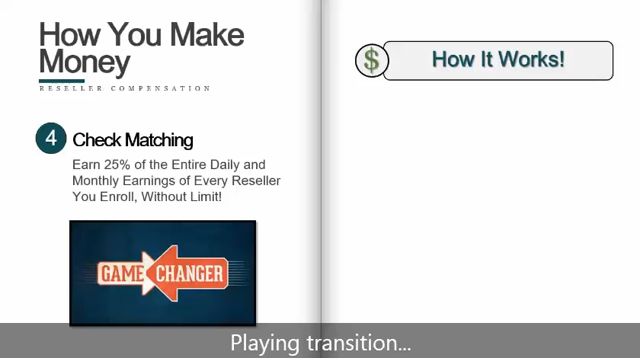 How You Make
Money
RESELLER COMPENSATION
4 Check Matching
Earn 25% of the Entire Daily and
Monthly Earnings of Every Reseller
You Enroll, Without Limit!
GAME CHANGER
$ How It Works!
Playing transition...